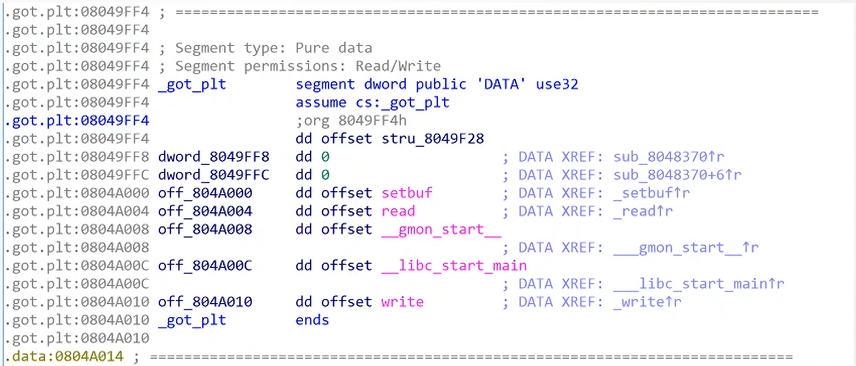 .got.plt:08049FF4 ; ===========================================================================
.got.plt:08049FF4
.got.plt:08049FF4 ; Segment type: Pure data
.got.plt:08049FF4 ; Segment permissions: Read/Write
.got.plt:08049FF4 _got_plt segment dword public 'DATA' use32
.got.plt:08049FF4 assume cs:_got_plt
.got.plt:08049FF4 ;org 8049FF4h
.got.plt:08049FF4 dd offset stru_8049F28
.got.plt:08049FF8 dword_8049FF8 dd 0 ; DATA XREF: sub_8048370↑r
.got.plt:08049FFC dword_8049FFC dd 0 ; DATA XREF: sub_8048370+6↑r
.got.plt:0804A000 off_804A000 dd offset setbuf ; DATA XREF: _setbuf↑r
.got.plt:0804A004 off_804A004 dd offset read ; DATA XREF: _read↑r
.got.plt:0804A008 off_804A008 dd offset __gmon_start__
.got.plt:0804A008 ; DATA XREF: ___gmon_start__↑r
.got.plt:0804A00C off_804A00C dd offset __libc_start_main
.got.plt:0804A00C ; DATA XREF: ___libc_start_main↑r
.got.plt:0804A010 off_804A010 dd offset write ; DATA XREF: _write↑r
.got.plt:0804A010 _got_plt ends
.got.plt:0804A010
.data:0804A014 ; ===========================================================================